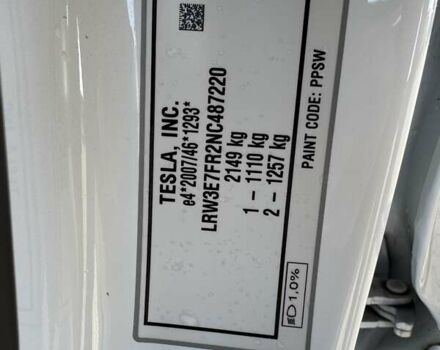 TESLA, INC.
e4*2007/46*1293*
LRW3E7FR2NC487220
2149 kg
1 – 1110 kg
2 – 1257 kg
PAINT CODE: PPSW
1,0%